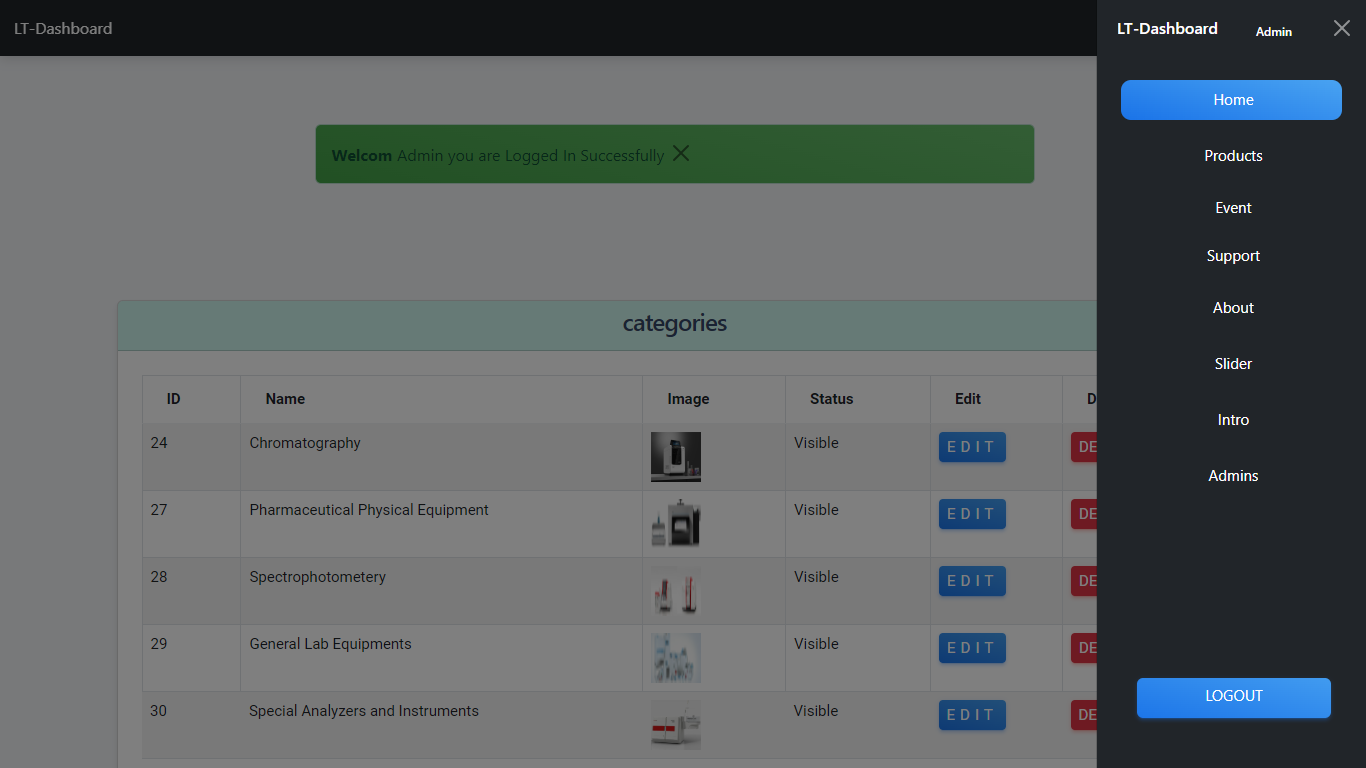 LT-Dashboard
Welcom Admin you are Logged In Successfully
categories
ID Name Image Status Edit D
24 Chromatography Visible EDIT DE
27 Pharmaceutical Physical Equipment Visible EDIT DE
28 Spectrophotometery Visible EDIT DE
29 General Lab Equipments Visible EDIT DE
30 Special Analyzers and Instruments Visible EDIT DE
LT-Dashboard Admin
Home
Products
Event
Support
About
Slider
Intro
Admins
LOGOUT